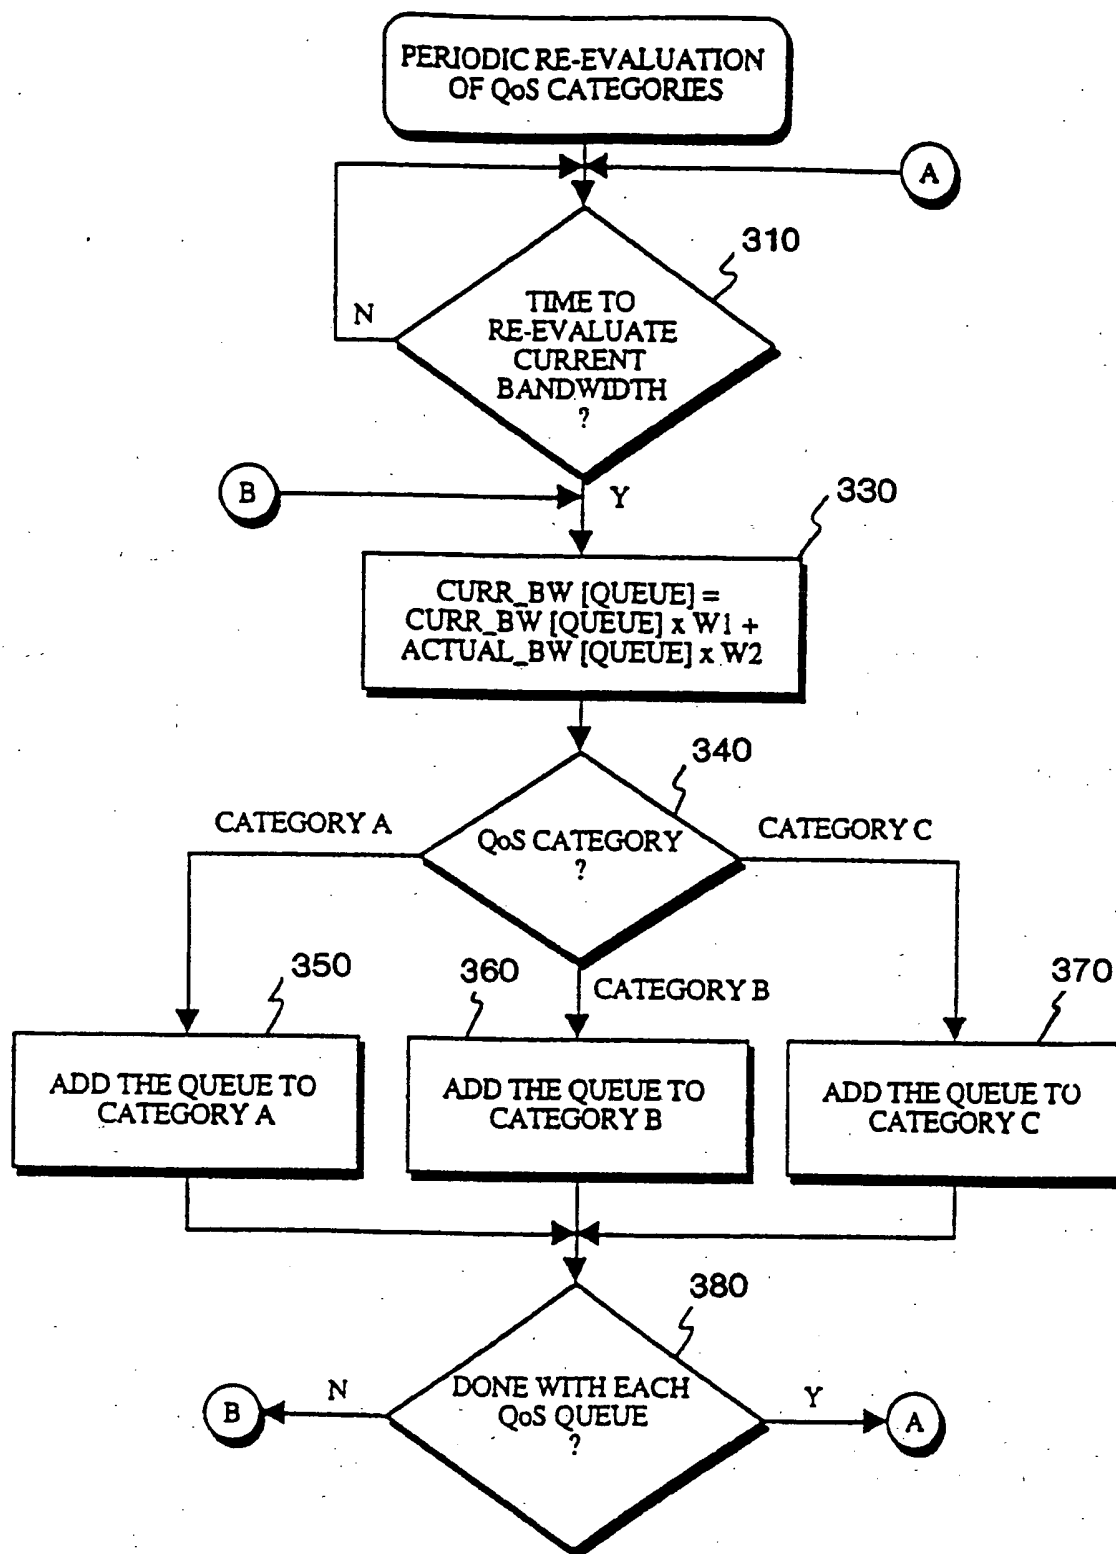 PERIODIC RE-EVALUATION
OF QoS CATEGORIES
A
310
N
TIME TO
RE-EVALUATE
CURRENT
BANDWIDTH
?
B
Y
330
CURR_BW [QUEUE] =
CURR_BW [QUEUE] x W1 +
ACTUAL_BW [QUEUE] x W2
340
CATEGORY A
QoS CATEGORY
?
CATEGORY C
350
360
CATEGORY B
370
ADD THE QUEUE TO
CATEGORY A
ADD THE QUEUE TO
CATEGORY B
ADD THE QUEUE TO
CATEGORY C
380
B
N
DONE WITH EACH
QoS QUEUE
?
Y
A